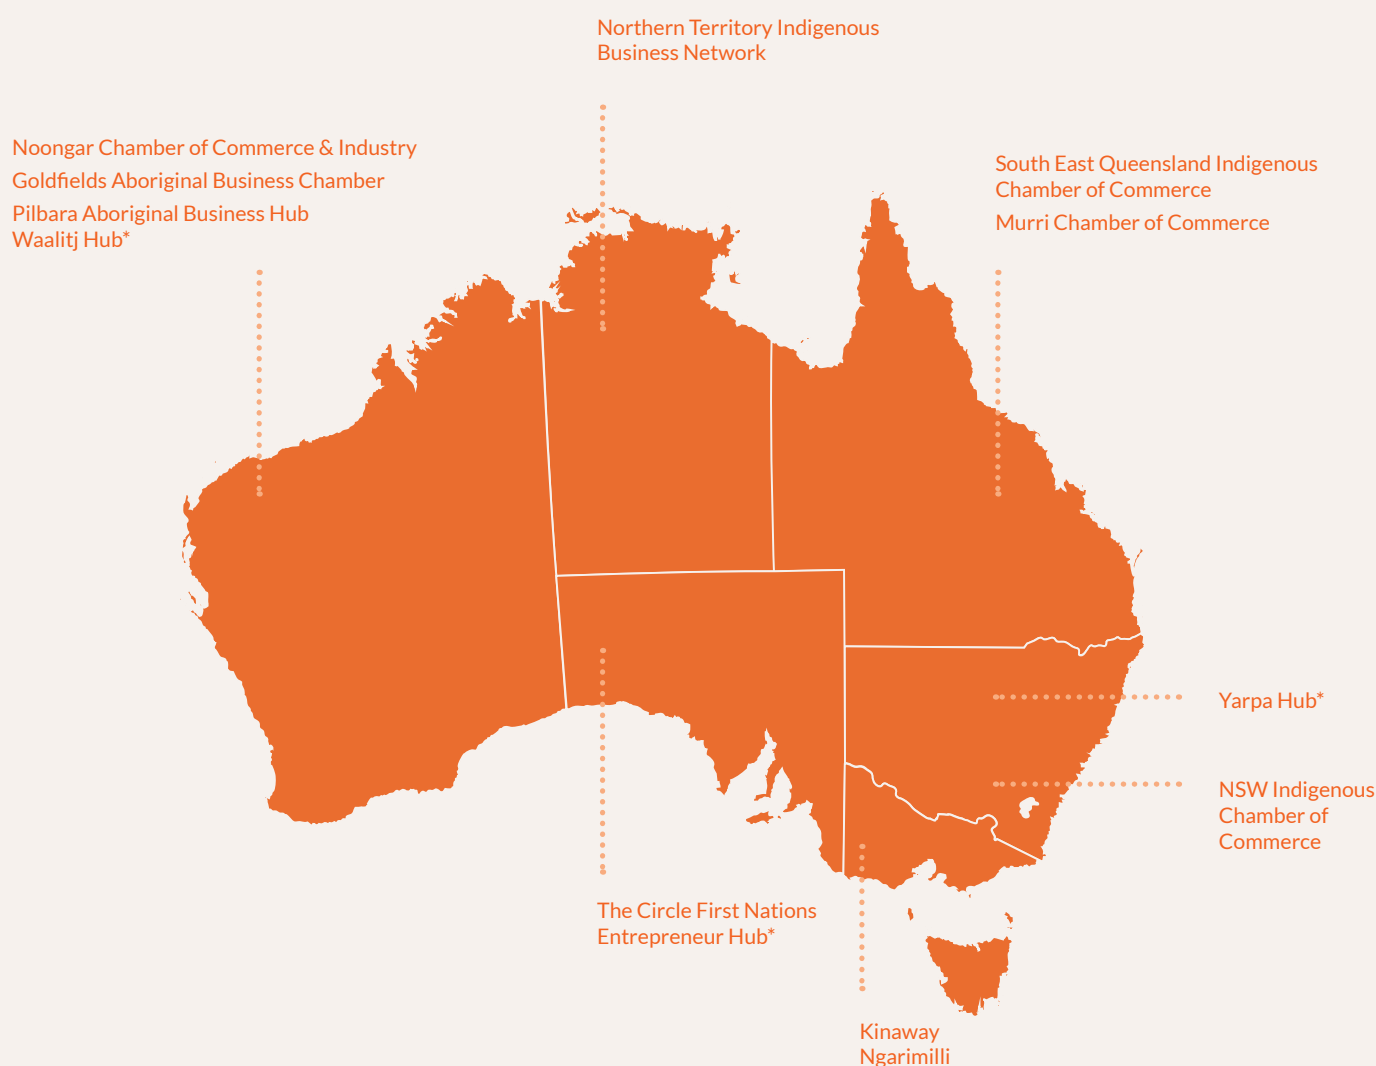 Northern Territory Indigenous
Business Network
Noongar Chamber of Commerce & Industry
Goldfields Aboriginal Business Chamber
Pilbara Aboriginal Business Hub
Waalitj Hub*
South East Queensland Indigenous
Chamber of Commerce
Murri Chamber of Commerce
Yarpa Hub*
NSW Indigenous
Chamber of
Commerce
The Circle First Nations
Entrepreneur Hub*
Kinaway
Ngarimilli